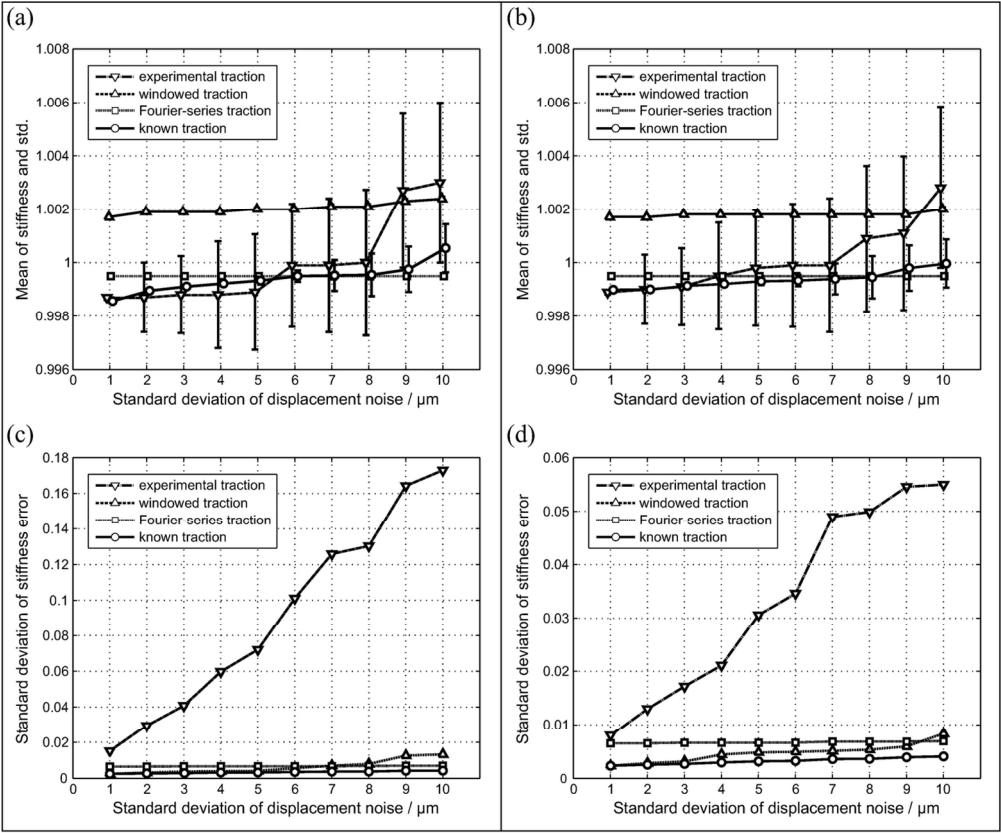 (a)
1.008
1.006
1.004
1.002
1
0.998
0.996
Mean of stiffness and std.
experimental traction
windowed traction
Fourier-series traction
known traction
0 1 2 3 4 5 6 7 8 9 10
Standard deviation of displacement noise / μm
(b)
1.008
1.006
1.004
1.002
1
0.998
0.996
Mean of stiffness and std.
experimental traction
windowed traction
Fourier-series traction
known traction
0 1 2 3 4 5 6 7 8 9 10
Standard deviation of displacement noise / μm
(c)
0.18
0.16
0.14
0.12
0.1
0.08
0.06
0.04
0.02
0
Standard deviation of stiffness error
experimental traction
windowed traction
Fourier series traction
known traction
0 1 2 3 4 5 6 7 8 9 10
Standard deviation of displacement noise / μm
(d)
0.06
0.05
0.04
0.03
0.02
0.01
0
Standard deviation of stiffness error
experimental traction
windowed traction
Fourier series traction
known traction
0 1 2 3 4 5 6 7 8 9 10
Standard deviation of displacement noise / μm